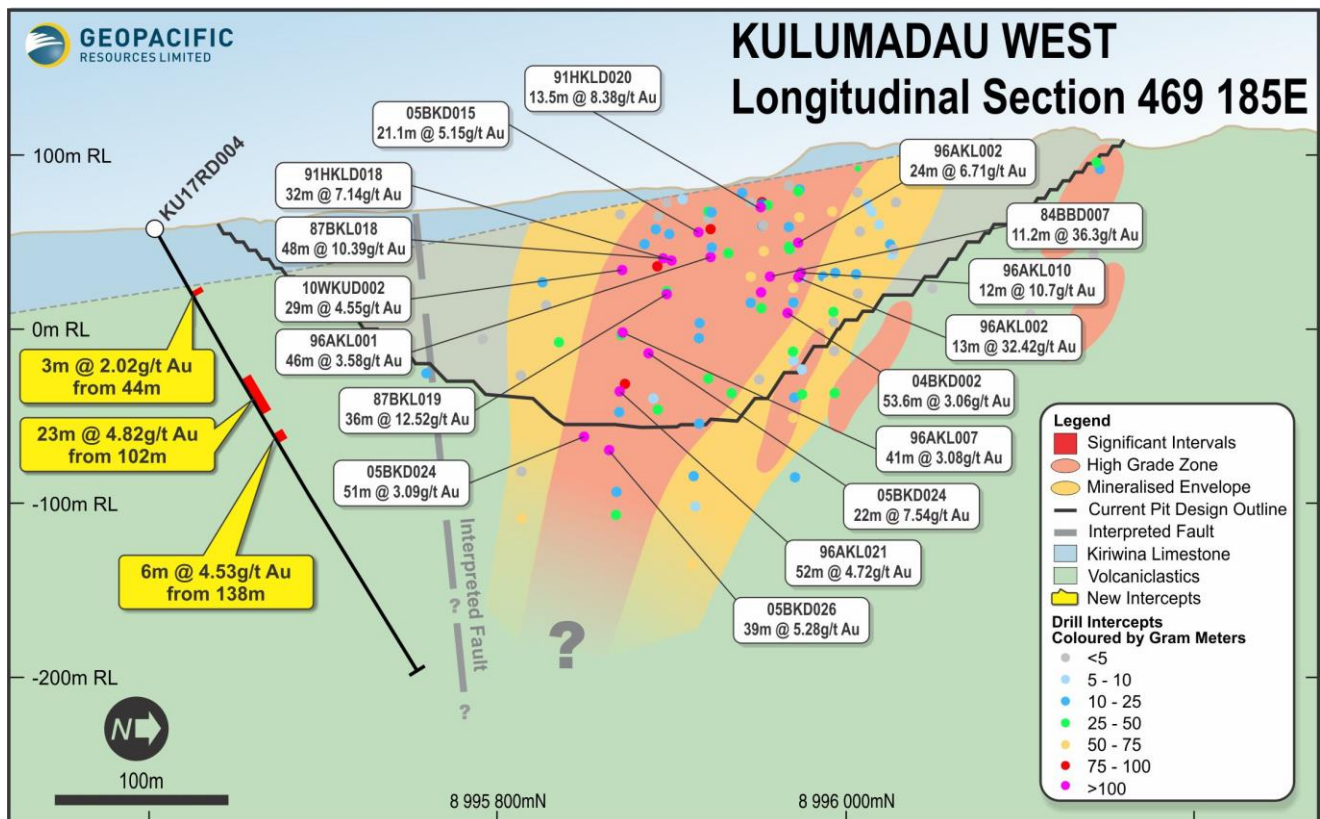 GEOPACIFIC
RESOURCES LIMITED
KULUMADAU WEST
Longitudinal Section 469 185E
91HKLD020
13.5m @ 8.38g/t Au
05BKD015
21.1m @ 5.15g/t Au
KU17RD004
100m RL
96AKL002
24m @ 6.71g/t Au
91HKLD018
32m @ 7.14g/t Au
84BBD007
11.2m @ 36.3g/t Au
87BKL018
48m @ 10.39g/t Au
96AKL010
12m @ 10.7g/t Au
10WKUD002
29m @ 4.55g/t Au
0m RL
96AKL001
46m @ 3.58g/t Au
96AKL002
13m @ 32.42g/t Au
3m @ 2.02g/t Au
from 44m
04BKD002
53.6m @ 3.06g/t Au
87BKL019
36m @ 12.52g/t Au
23m @ 4.82g/t Au
from 102m
96AKL007
41m @ 3.08g/t Au
05BKD024
51m @ 3.09g/t Au
05BKD024
22m @ 7.54g/t Au
-100m RL
96AKL021
52m @ 4.72g/t Au
6m @ 4.53g/t Au
from 138m
05BKD026
39m @ 5.28g/t Au
Interpreted Fault
?
?
?
-200m RL
N
100m
8 995 800mN
8 996 000mN
Legend
Significant Intervals
High Grade Zone
Mineralised Envelope
Current Pit Design Outline
Interpreted Fault
Kiriwina Limestone
Volcaniclastics
New Intercepts
Drill Intercepts
Coloured by Gram Meters
<5
5 - 10
10 - 25
25 - 50
50 - 75
75 - 100
>100